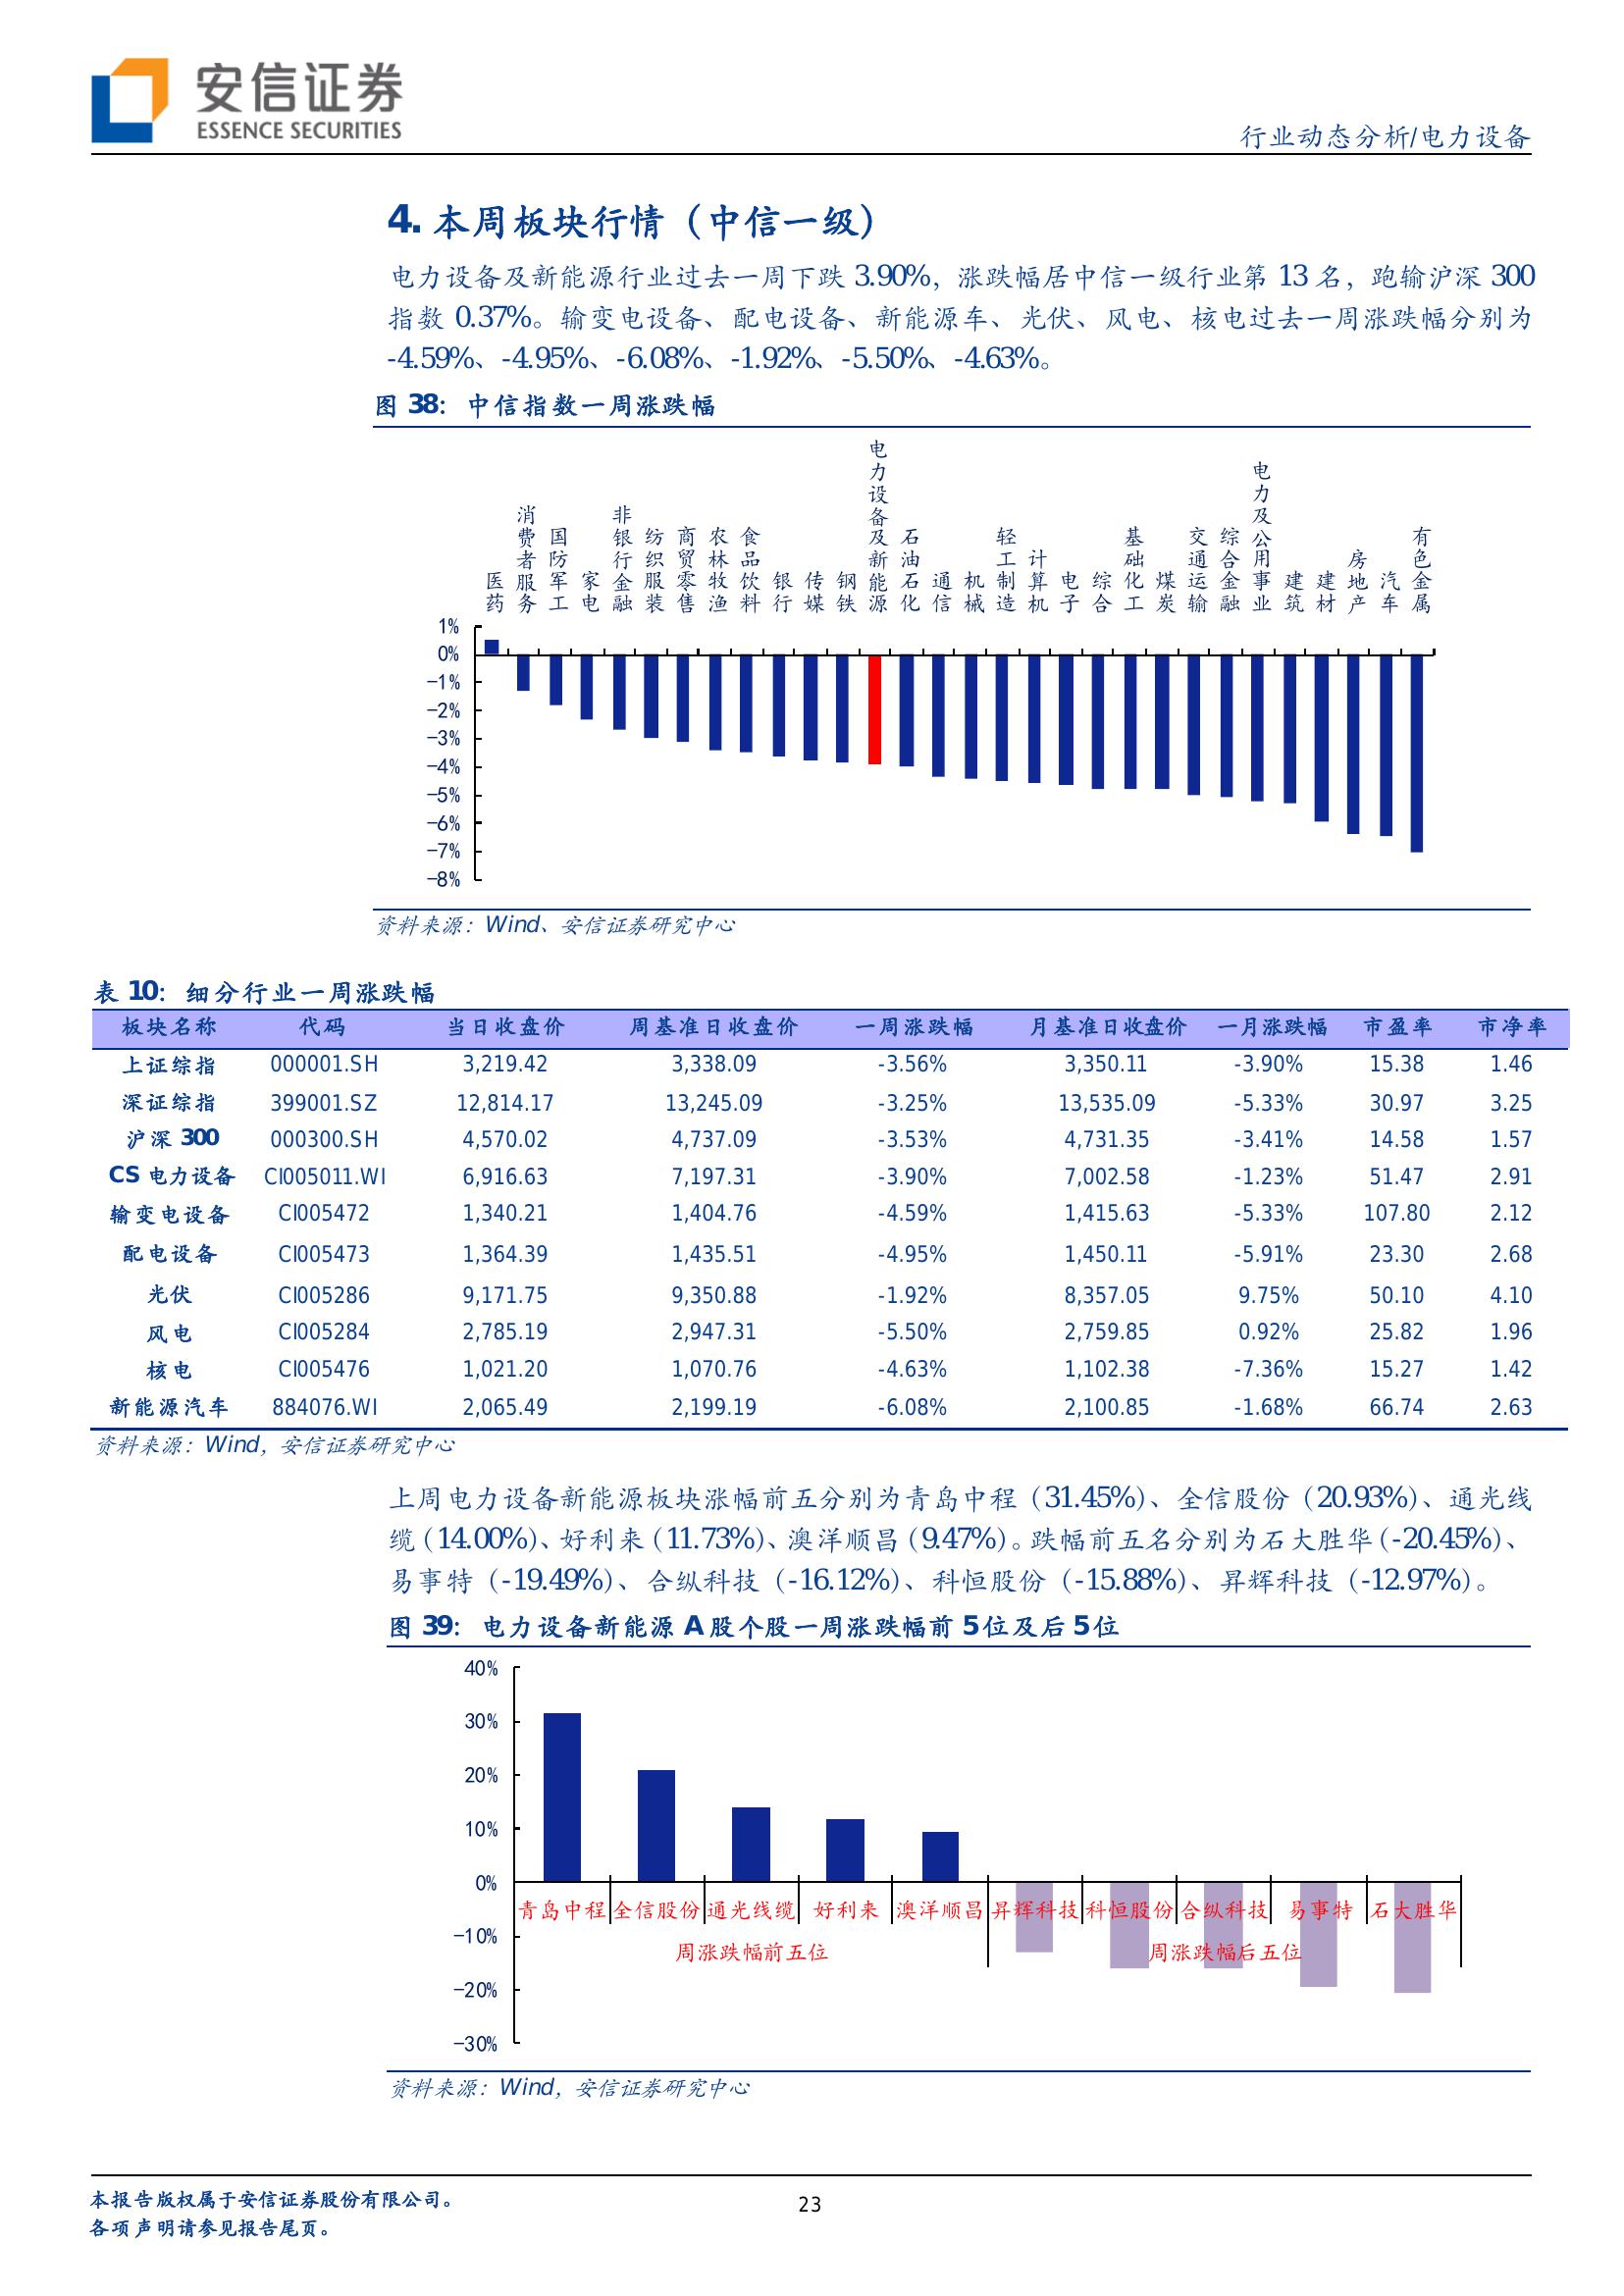 安信证券
ESSENCE SECURITIES
行业动态分析/电力设备
4. 本周板块行情（中信一级）
电力设备及新能源行业过去一周下跌 3.90%，涨跌幅居中信一级行业第 13 名，跑输沪深 300
指数 0.37%。输变电设备、配电设备、新能源车、光伏、风电、核电过去一周涨跌幅分别为
-4.59%、-4.95%、-6.08%、-1.92%、-5.50%、-4.63%。
图 38：中信指数一周涨跌幅
医药 消费者服务 国防军工 家电 非银行金融 纺织服装 商贸零售 农林牧渔 食品饮料 银行 传媒 钢铁 电力设备及新能源 石油石化 通信 机械 轻工制造 计算机 电子 综合 基础化工 煤炭 交通运输 综合金融 电力及公用事业 建筑 建材 房地产 汽车 有色金属
1%
0%
-1%
-2%
-3%
-4%
-5%
-6%
-7%
-8%
资料来源：Wind、安信证券研究中心
表 10：细分行业一周涨跌幅
板块名称 代码 当日收盘价 周基准日收盘价 一周涨跌幅 月基准日收盘价 一月涨跌幅 市盈率 市净率
上证综指 000001.SH 3,219.42 3,338.09 -3.56% 3,350.11 -3.90% 15.38 1.46
深证综指 399001.SZ 12,814.17 13,245.09 -3.25% 13,535.09 -5.33% 30.97 3.25
沪深 300 000300.SH 4,570.02 4,737.09 -3.53% 4,731.35 -3.41% 14.58 1.57
CS 电力设备 CI005011.WI 6,916.63 7,197.31 -3.90% 7,002.58 -1.23% 51.47 2.91
输变电设备 CI005472 1,340.21 1,404.76 -4.59% 1,415.63 -5.33% 107.80 2.12
配电设备 CI005473 1,364.39 1,435.51 -4.95% 1,450.11 -5.91% 23.30 2.68
光伏 CI005286 9,171.75 9,350.88 -1.92% 8,357.05 9.75% 50.10 4.10
风电 CI005284 2,785.19 2,947.31 -5.50% 2,759.85 0.92% 25.82 1.96
核电 CI005476 1,021.20 1,070.76 -4.63% 1,102.38 -7.36% 15.27 1.42
新能源汽车 884076.WI 2,065.49 2,199.19 -6.08% 2,100.85 -1.68% 66.74 2.63
资料来源：Wind，安信证券研究中心
上周电力设备新能源板块涨幅前五分别为青岛中程（31.45%）、全信股份（20.93%）、通光线
缆（14.00%）、好利来（11.73%）、澳洋顺昌（9.47%）。跌幅前五名分别为石大胜华（-20.45%）、
易事特（-19.49%）、合纵科技（-16.12%）、科恒股份（-15.88%）、昇辉科技（-12.97%）。
图 39：电力设备新能源 A 股个股一周涨跌幅前 5 位及后 5 位
40%
30%
20%
10%
0%
-10%
-20%
-30%
青岛中程 全信股份 通光线缆 好利来 澳洋顺昌 昇辉科技 科恒股份 合纵科技 易事特 石大胜华
周涨跌幅前五位 周涨跌幅后五位
资料来源：Wind，安信证券研究中心
本报告版权属于安信证券股份有限公司。
各项声明请参见报告尾页。
23